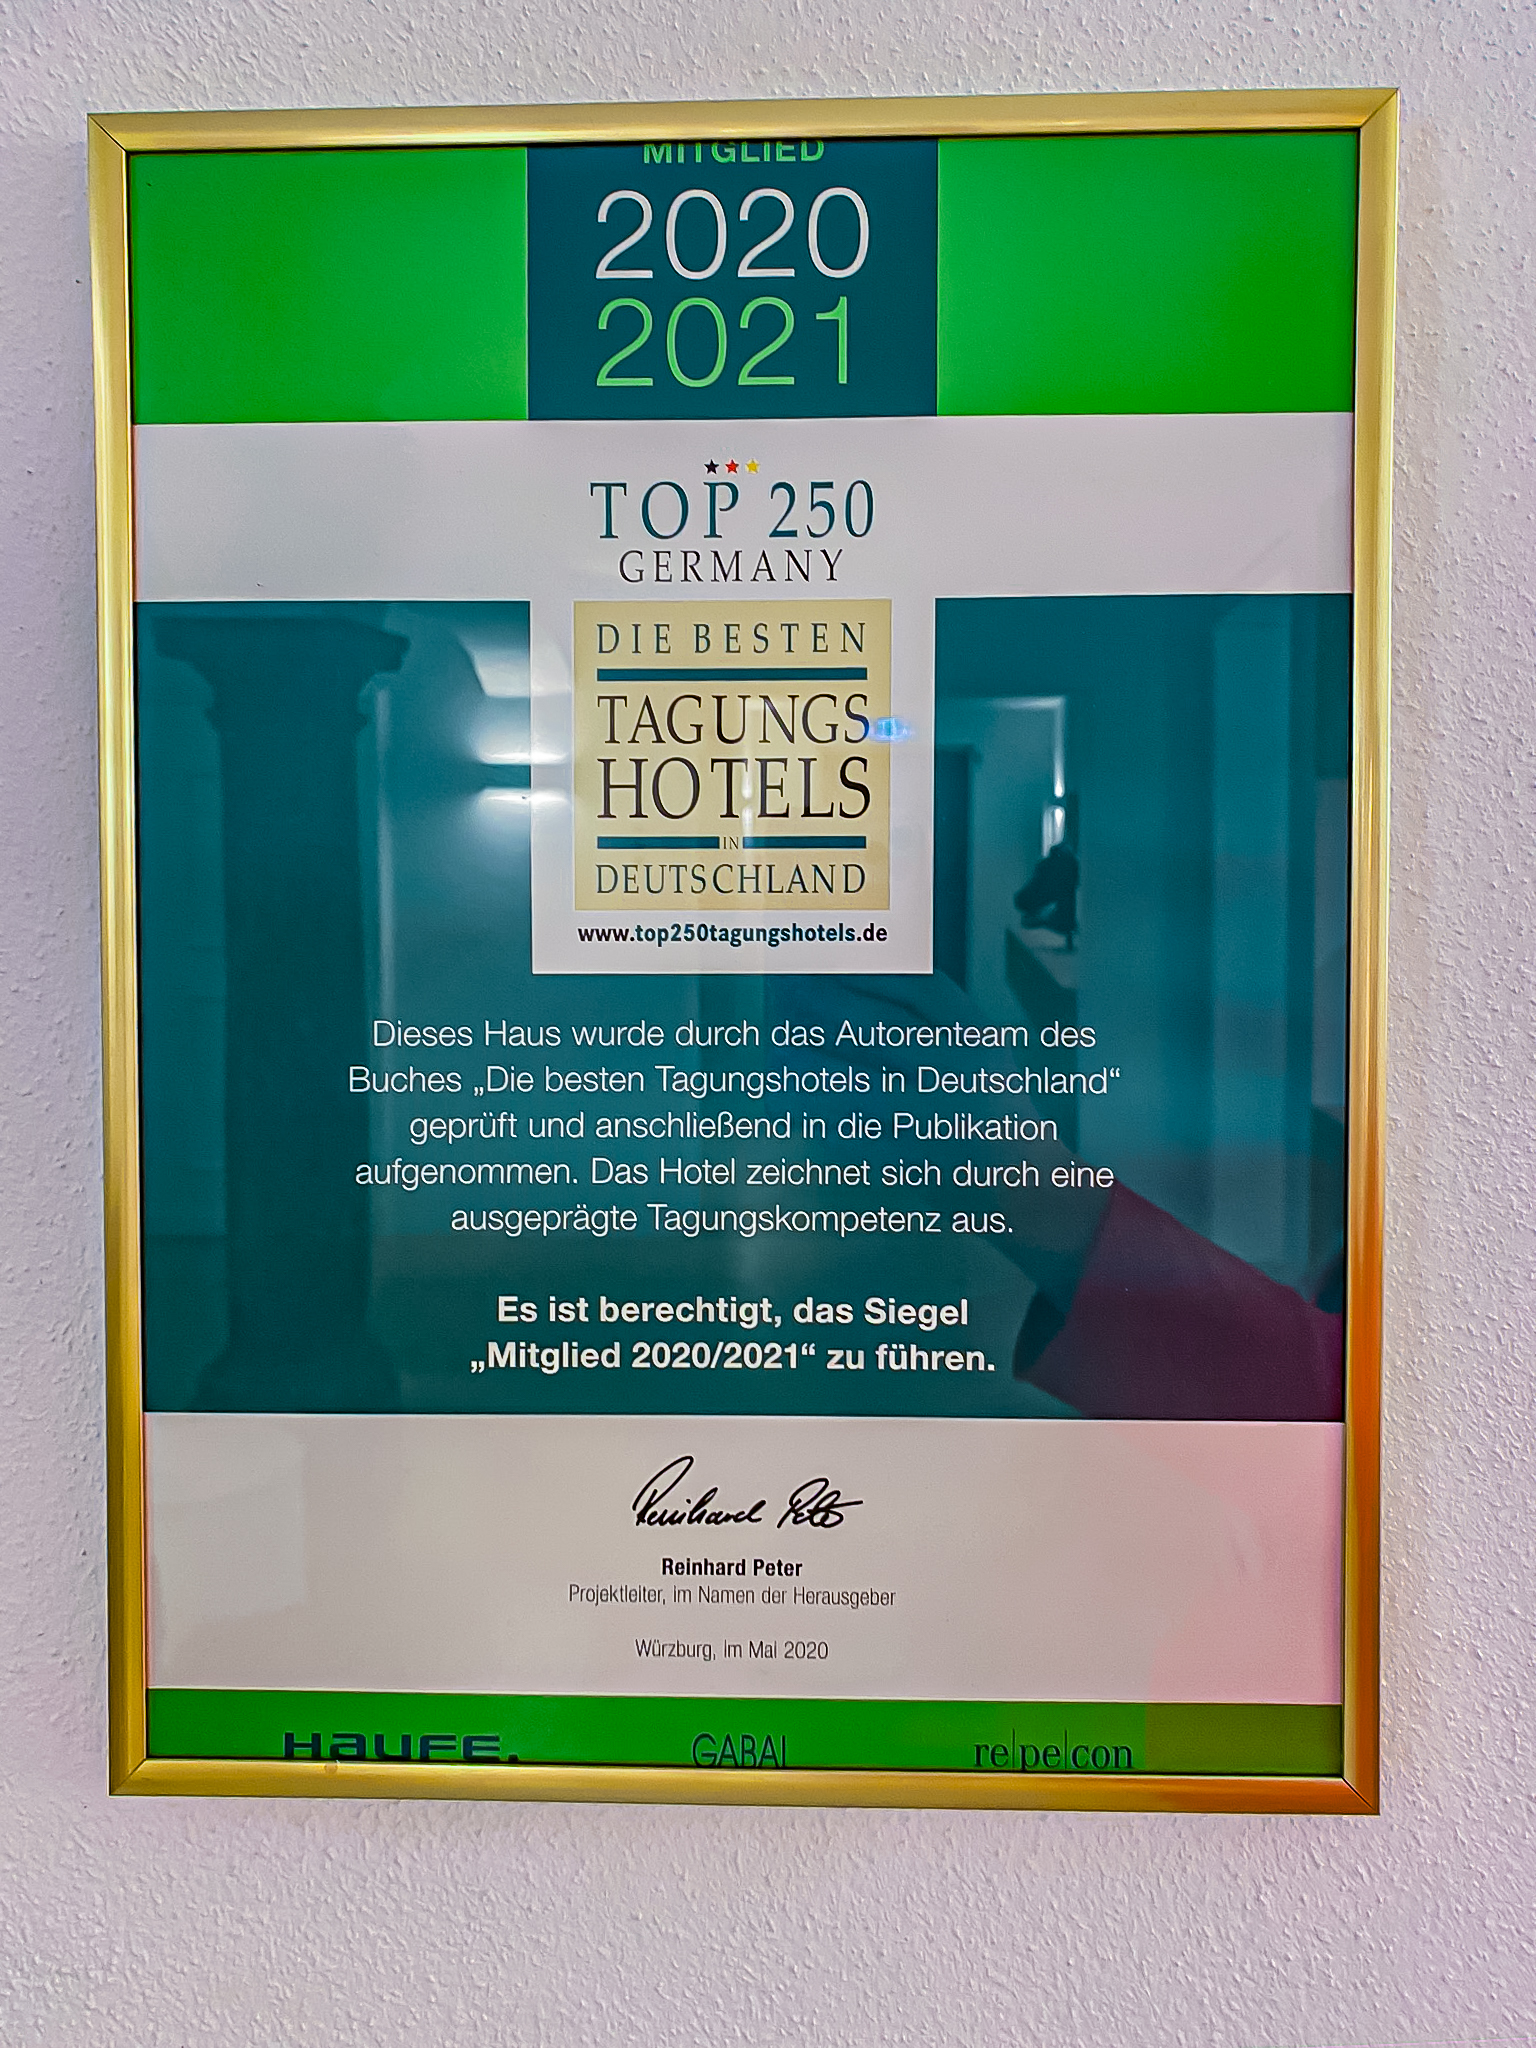 MITGLIED
2020
2021
TOP 250
GERMANY
DIE BESTEN
TAGUNGS
HOTELS
IN
DEUTSCHLAND
www.top250tagungshotels.de
Dieses Haus wurde durch das Autorenteam des
Buches „Die besten Tagungshotels in Deutschland“
geprüft und anschließend in die Publikation
aufgenommen. Das Hotel zeichnet sich durch eine
ausgeprägte Tagungskompetenz aus.
Es ist berechtigt, das Siegel
„Mitglied 2020/2021“ zu führen.
Reinhard Peter
Reinhard Peter
Projektleiter, im Namen der Herausgeber
Würzburg, im Mai 2020
HAUFE. GABAL re|pe|con